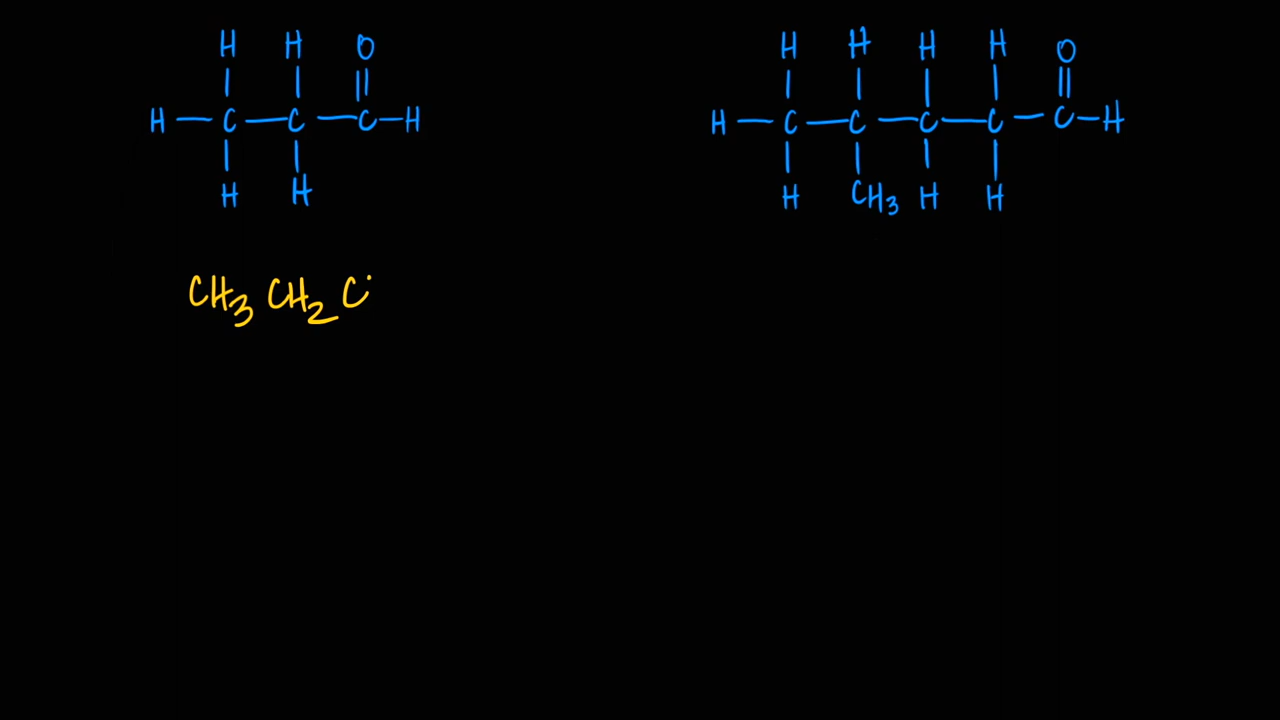 H H O H H H H O
H — C — C — C — H H — C — C — C — C — C — H
H H H CH3 H H
CH3 CH2 C